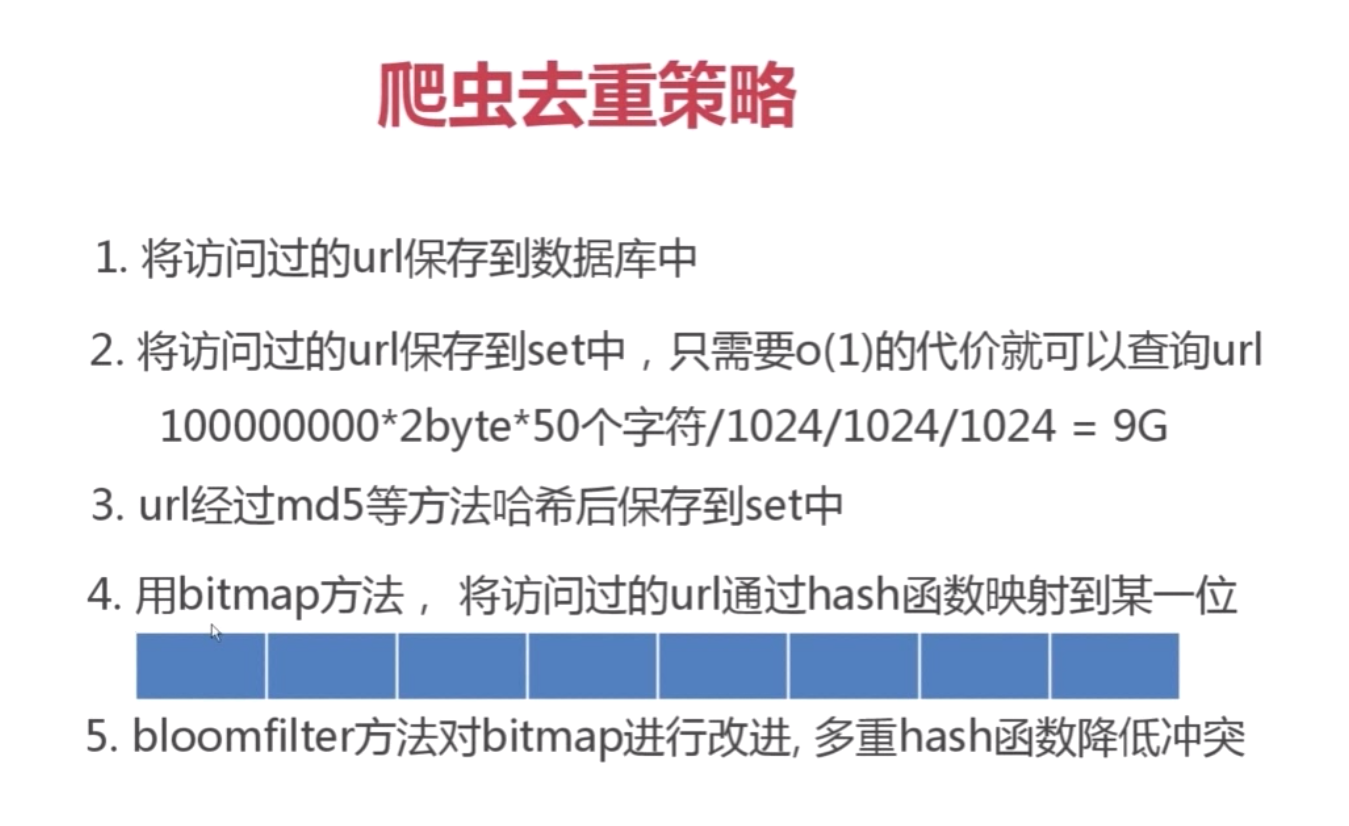 爬虫去重策略
1. 将访问过的url保存到数据库中
2. 将访问过的url保存到set中，只需要o(1)的代价就可以查询url
100000000*2byte*50个字符/1024/1024/1024 = 9G
3. url经过md5等方法哈希后保存到set中
4. 用bitmap方法， 将访问过的url通过hash函数映射到某一位
5. bloomfilter方法对bitmap进行改进, 多重hash函数降低冲突